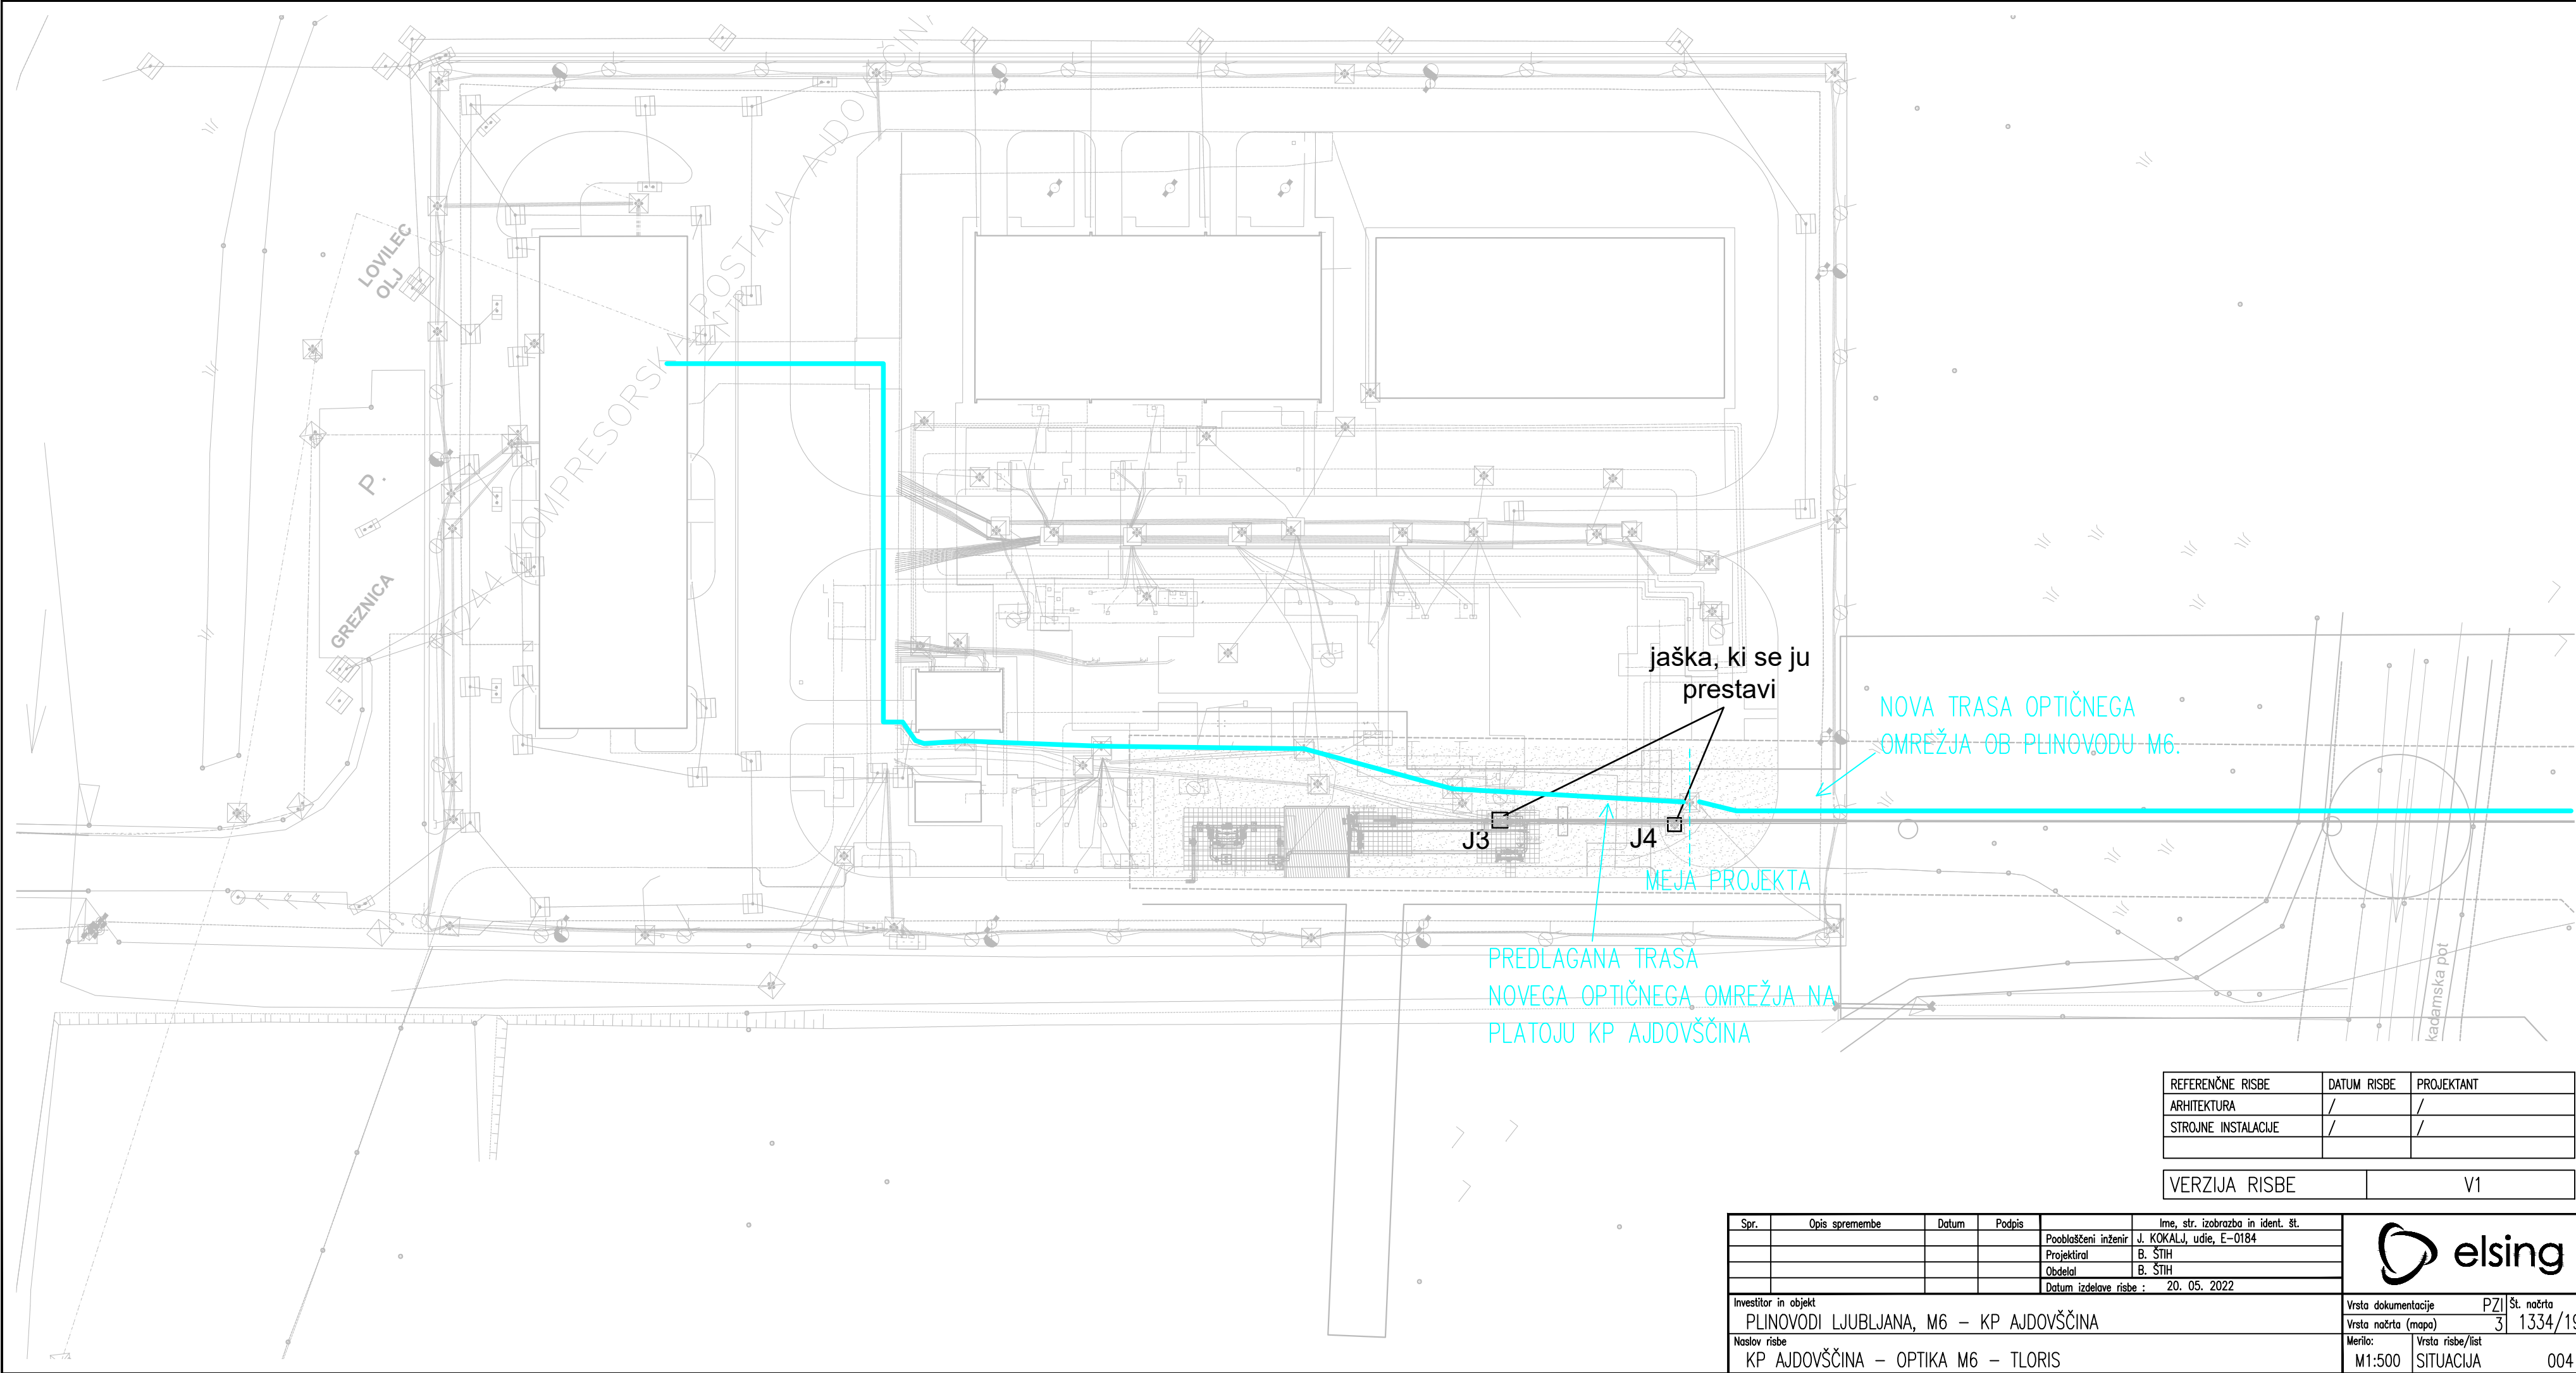 LOVILEC
OLJ
P.
GREZNICA
jaška, ki se ju
prestavi
NOVA TRASA OPTIČNEGA
OMREŽJA OB PLINOVODU M6.
J3
J4
MEJA PROJEKTA
PREDLAGANA TRASA
NOVEGA OPTIČNEGA OMREŽJA NA
PLATOJU KP AJDOVŠČINA
kadamska pot
REFERENČNE RISBE DATUM RISBE PROJEKTANT
ARHITEKTURA / /
STROJNE INSTALACIJE / /
VERZIJA RISBE V1
Spr. Opis spremembe Datum Podpis Ime, str. izobrazba in ident. št.
Pooblaščeni inženir J. KOKALJ, udie, E-0184
Projektiral B. ŠTIH
Obdelal B. ŠTIH
Datum izdelave risbe : 20. 05. 2022
elsing
Investitor in objekt
PLINOVODI LJUBLJANA, M6 - KP AJDOVŠČINA
Vrsta dokumentacije PZI Št. načrta
Vrsta načrta (mapa) 3 1334/19
Naslov risbe
KP AJDOVŠČINA - OPTIKA M6 - TLORIS
Merilo: Vrsta risbe/list
M1:500 SITUACIJA 004